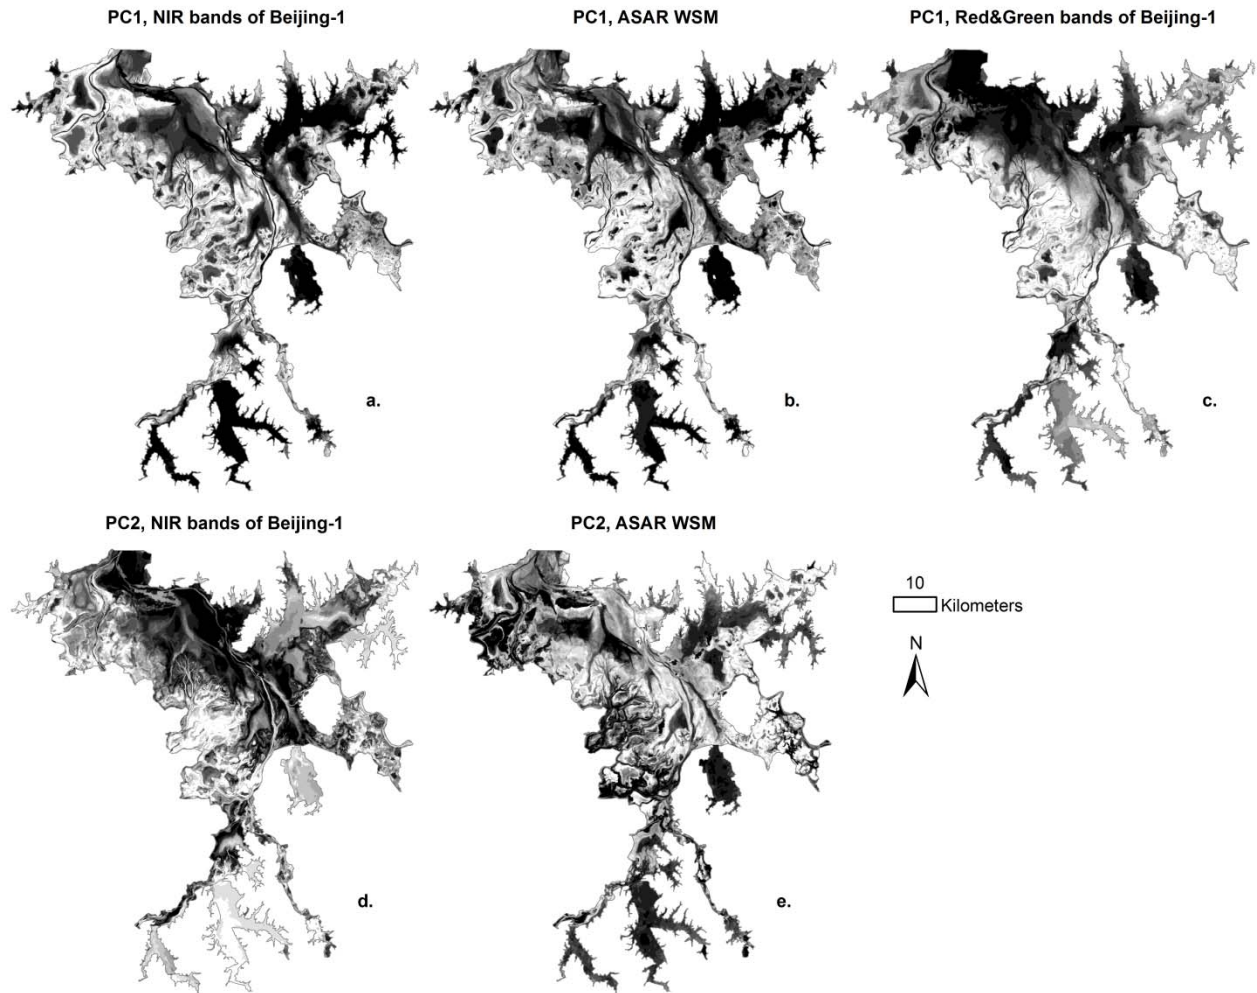 PC1, NIR bands of Beijing-1
PC1, ASAR WSM
PC1, Red&Green bands of Beijing-1
a.
b.
c.
PC2, NIR bands of Beijing-1
PC2, ASAR WSM
10
Kilometers
N
d.
e.